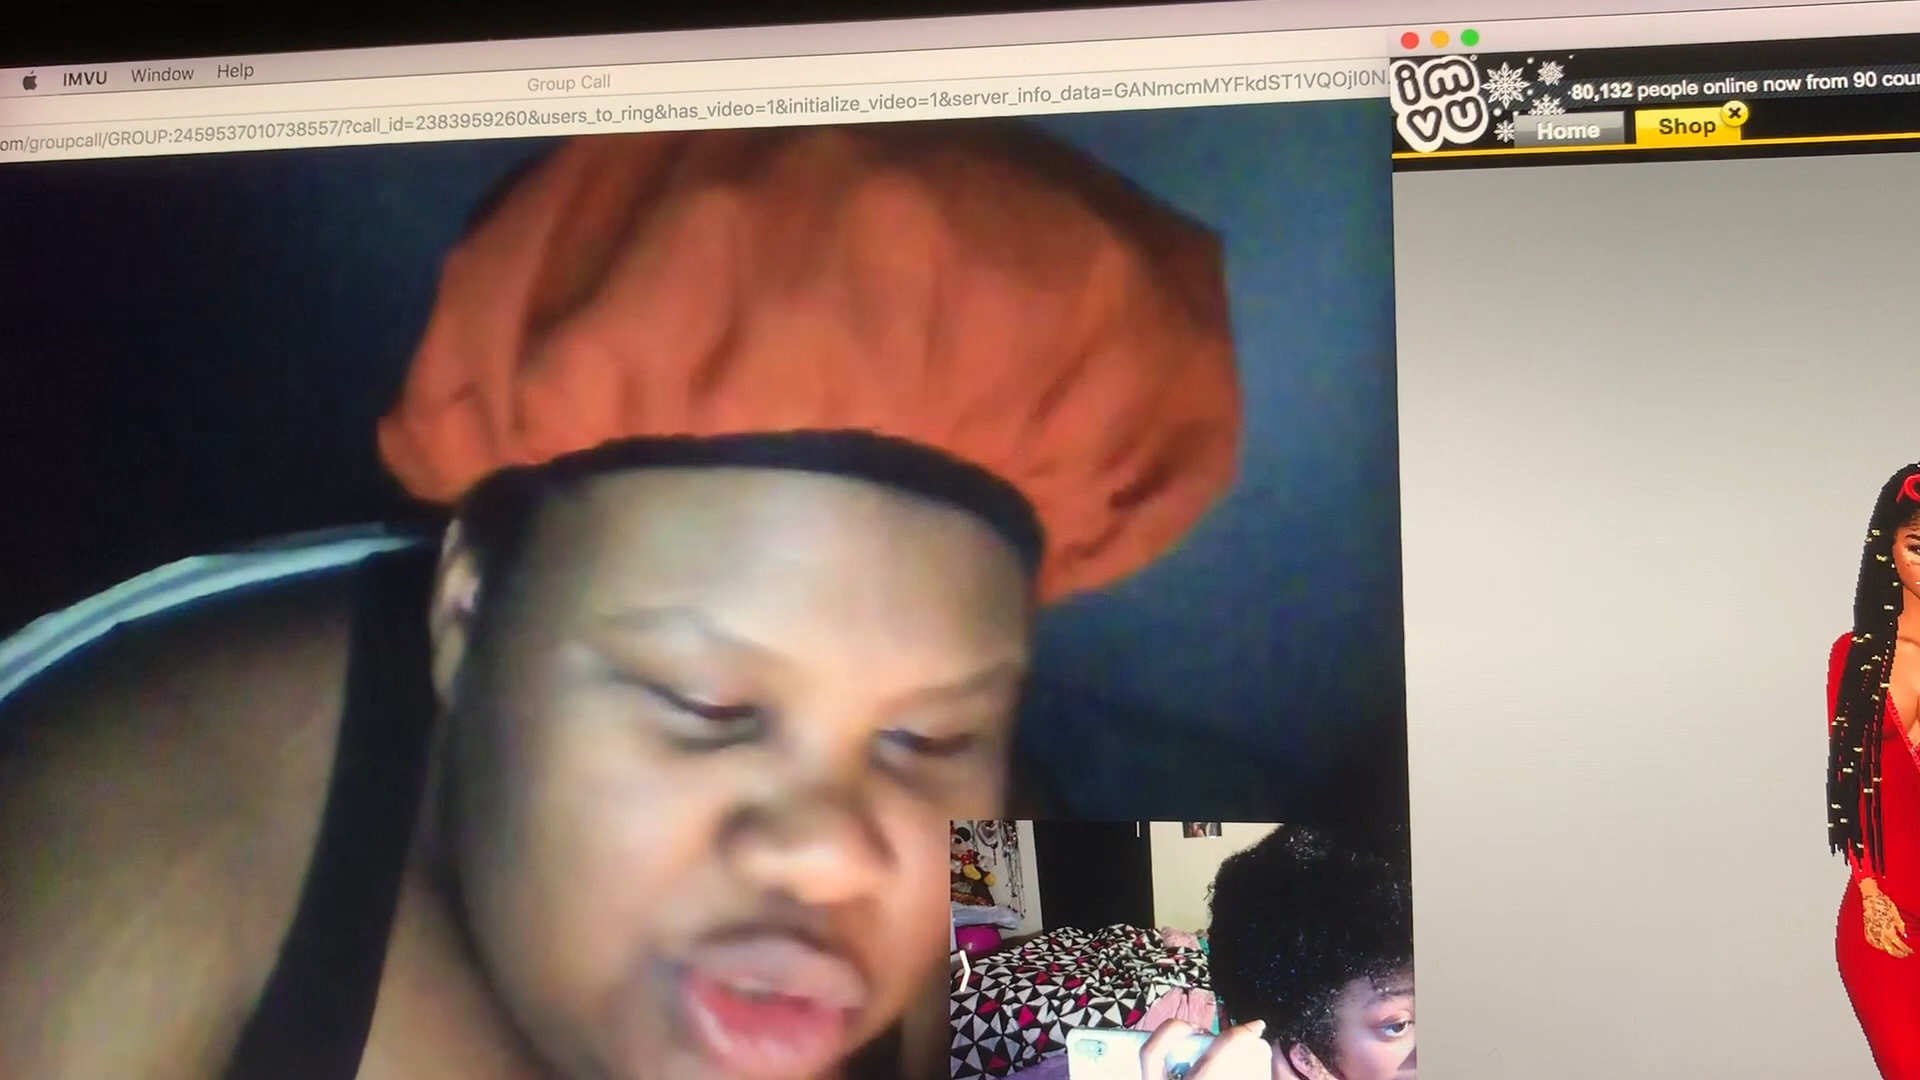 IMVU Window Help
Group Call
om/groupcall/GROUP:2459537010738557/?call_id=2383959260&users_to_ring&has_video=1&initialize_video=1&server_info_data=GANmcmMYFkdST1VQOjI0N
imvu
80,132 people online now from 90 cour
Home Shop